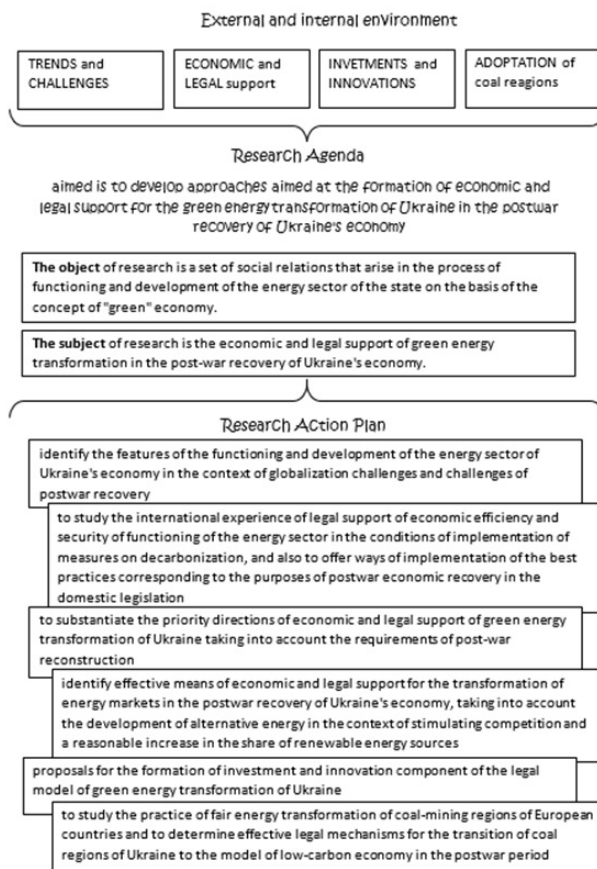 External and internal environment
TRENDS and
CHALLENGES
ECONOMIC and
LEGAL support
INVETMENTS and
INNOVATIONS
ADOPTATION of
coal reagions
Research Agenda
aimed is to develop approaches aimed at the formation of economic and
legal support for the green energy transformation of Ukraine in the postwar
recovery of Ukraine's economy
The object of research is a set of social relations that arise in the process of
functioning and development of the energy sector of the state on the basis of the
concept of "green" economy.
The subject of research is the economic and legal support of green energy
transformation in the post-war recovery of Ukraine's economy.
Research Action Plan
identify the features of the functioning and development of the energy sector of
Ukraine's economy in the context of globalization challenges and challenges of
postwar recovery
to study the international experience of legal support of economic efficiency and
security of functioning of the energy sector in the conditions of implementation of
measures on decarbonization, and also to offer ways of implementation of the best
practices corresponding to the purposes of postwar economic recovery in the
domestic legislation
to substantiate the priority directions of economic and legal support of green energy
transformation of Ukraine taking into account the requirements of post-war
reconstruction
identify effective means of economic and legal support for the transformation of
energy markets in the postwar recovery of Ukraine's economy, taking into account
the development of alternative energy in the context of stimulating competition and
a reasonable increase in the share of renewable energy sources
proposals for the formation of investment and innovation component of the legal
model of green energy transformation of Ukraine
to study the practice of fair energy transformation of coal-mining regions of European
countries and to determine effective legal mechanisms for the transition of coal
regions of Ukraine to the model of low-carbon economy in the postwar period